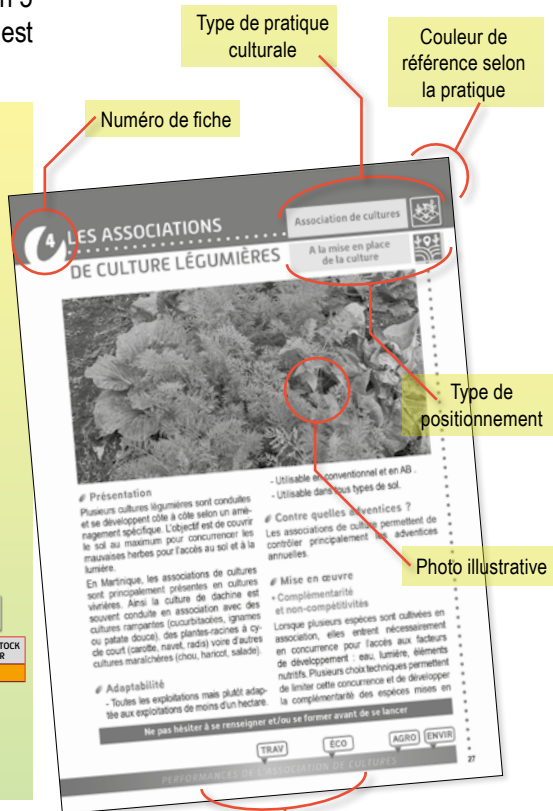 n 5
est
Type de pratique
culturale
Couleur de
référence selon
la pratique
Numéro de fiche
4
LES ASSOCIATIONS
DE CULTURE LÉGUMIÈRES
Association de cultures
A la mise en place
de la culture
Type de
positionnement
Photo illustrative
Présentation
Plusieurs cultures légumières sont conduites
et se développent côte à côte selon un amé-
nagement spécifique. L'objectif est de couvrir
le sol au maximum pour concurrencer les
mauvaises herbes pour l'accès au sol et à la
lumière.
En Martinique, les associations de cultures
sont principalement présentes en cultures
vivrières. Ainsi la culture de dachine est
souvent conduite en association avec des
cultures rampantes (cucurbitacées, ignames
ou patate douce), des plantes-racines à cy-
cle court (carotte, navet, radis) voire d'autres
cultures maraîchères (chou, haricot, salade).
Adaptabilité
- Toutes les exploitations mais plutôt adap-
tée aux exploitations de moins d'un hectare.
- Utilisable en conventionnel et en AB .
- Utilisable dans tous types de sol.
Contre quelles adventices ?
Les associations de culture permettent de
contrôler principalement les adventices
annuelles.
Mise en œuvre
• Complémentarité
et non-compétitivités
Lorsque plusieurs espèces sont cultivées en
association, elles entrent nécessairement
en concurrence pour l'accès aux facteurs
de développement : eau, lumière, éléments
nutritifs. Plusieurs choix techniques permettent
de limiter cette concurrence et de développer
la complémentarité des espèces mises en
Ne pas hésiter à se renseigner et/ou se former avant de se lancer
TRAV
ÉCO
AGRO
ENVIR
PERFORMANCES DE L'ASSOCIATION DE CULTURES
27
TOCK
R